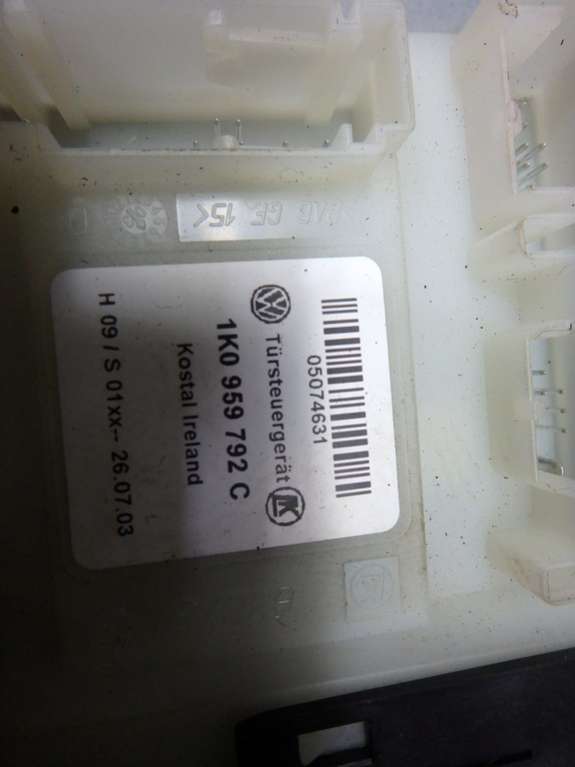 05074631
Türsteuergerät
1K0 959 792 C
Kostal Ireland
H 09 / S 01xx-- 26.07.03